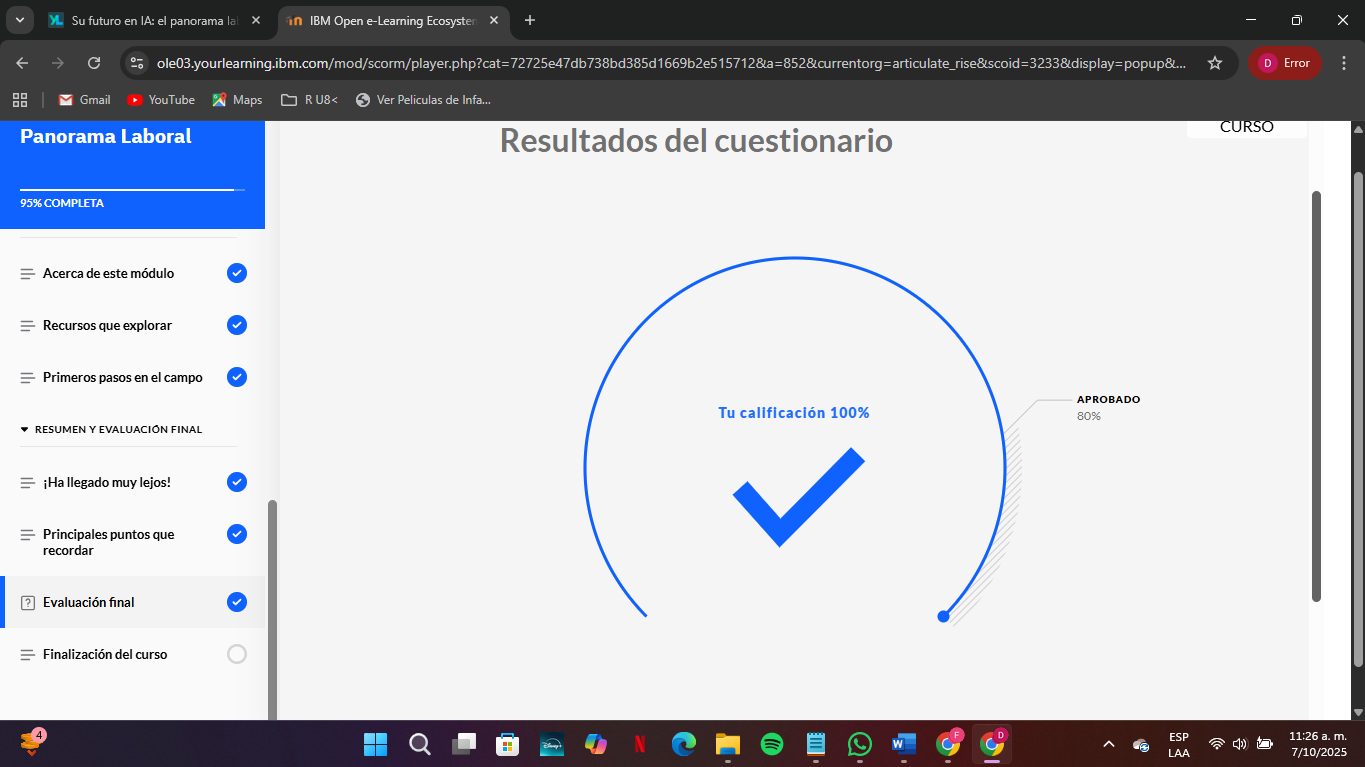 Su futuro en IA: el panorama la
IBM Open e-Learning Ecosystem
ole03.yourlearning.ibm.com/mod/scorm/player.php?cat=72725e47db738bd385d1669b2e515712&a=852&currentorg=articulate_rise&scoid=3233&display=popup&...
D Error
Gmail
YouTube
Maps
R U8<
Ver Peliculas de Infa...
Panorama Laboral
95% COMPLETA
Acerca de este módulo
Recursos que explorar
Primeros pasos en el campo
RESUMEN Y EVALUACIÓN FINAL
¡Ha llegado muy lejos!
Principales puntos que
recordar
Evaluación final
Finalización del curso
CURSO
Resultados del cuestionario
APROBADO
80%
Tu calificación 100%
4
Disney+
N
W
F
D
ESP
LAA
11:26 a. m.
7/10/2025